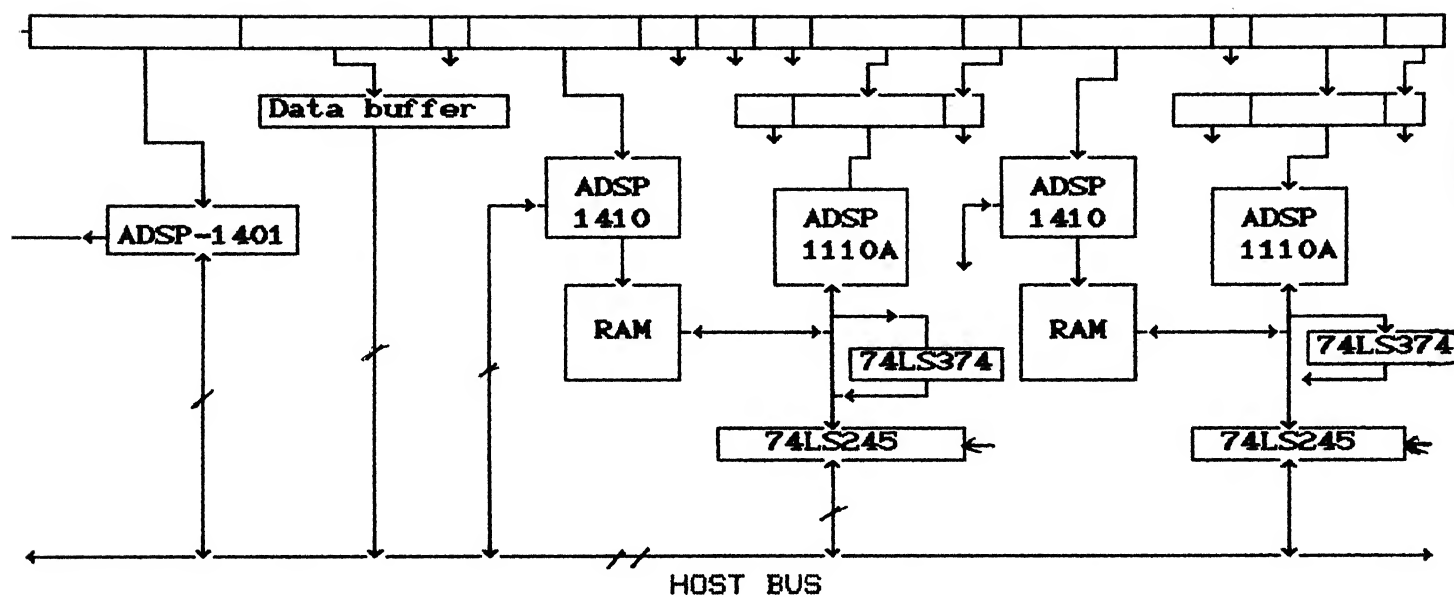 Data buffer
ADSP-1401
ADSP
1410
ADSP
1110A
ADSP
1410
ADSP
1110A
RAM
RAM
74LS374
74LS374
74LS245
74LS245
HOST BUS